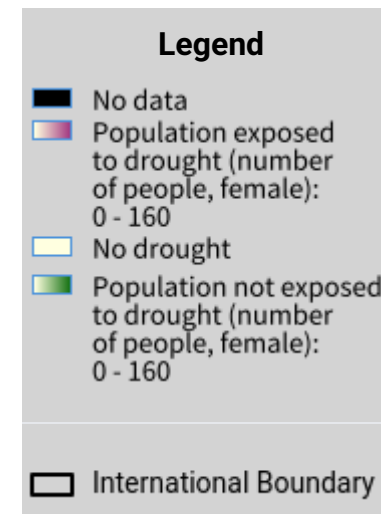 Legend
No data
Population exposed
to drought (number
of people, female):
0 - 160
No drought
Population not exposed
to drought (number
of people, female):
0 - 160
International Boundary